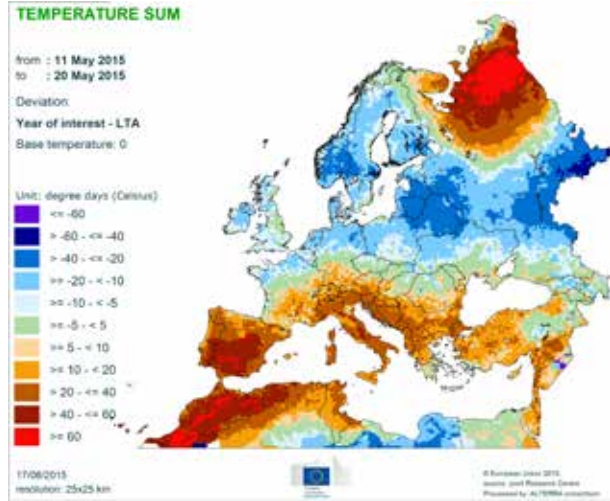 TEMPERATURE SUM
from : 11 May 2015
to : 20 May 2015
Deviation:
Year of interest - LTA
Base temperature: 0
Unit: degree days (Celsius)
<= -60
> -60 - <= -40
> -40 - <= -20
>= -20 - < -10
>= -10 - < -5
>= -5 - < 5
>= 5 - < 10
>= 10 - < 20
> 20 - <= 40
> 40 - <= 60
>= 60
17/08/2015
resolution: 25x25 km
© European Union 2015
source: Joint Research Centre
Processed by ALTERRA consortium